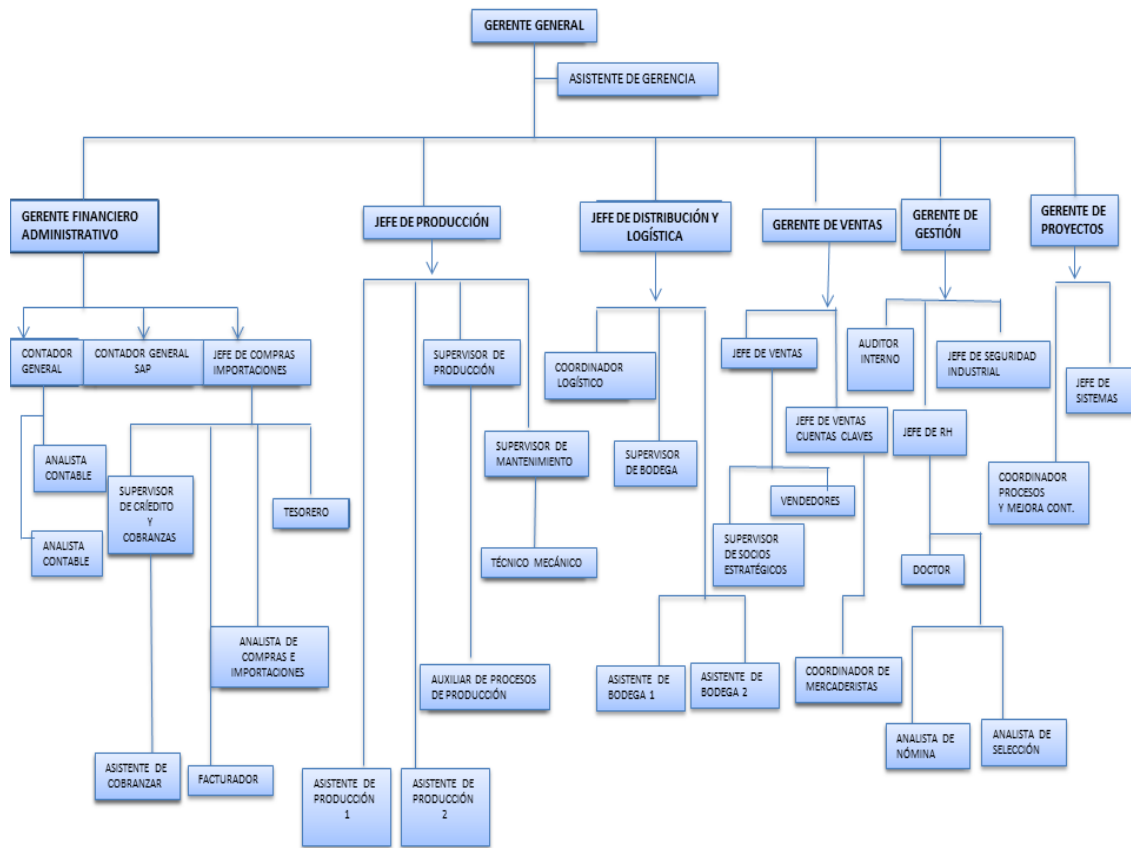 GERENTE GENERAL
ASISTENTE DE GERENCIA
GERENTE FINANCIERO
ADMINISTRATIVO
JEFE DE PRODUCCIÓN
JEFE DE DISTRIBUCIÓN Y
LOGÍSTICA
GERENTE DE VENTAS
GERENTE DE
GESTIÓN
GERENTE DE
PROYECTOS
CONTADOR
GENERAL
CONTADOR GENERAL
SAP
JEFE DE COMPRAS
IMPORTACIONES
SUPERVISOR DE
PRODUCCIÓN
COORDINADOR
LOGÍSTICO
JEFE DE VENTAS
AUDITOR
INTERNO
JEFE DE SEGURIDAD
INDUSTRIAL
JEFE DE
SISTEMAS
ANALISTA
CONTABLE
SUPERVISOR
DE CRÍEDITO
Y
COBRANZAS
TESORERO
SUPERVISOR DE
MANTENIMIENTO
SUPERVISOR
DE BODEGA
JEFE DE VENTAS
CUENTAS CLAVES
JEFE DE RH
COORDINADOR
PROCESOS
Y MEJORA CONT.
VENDEDORES
ANALISTA
CONTABLE
TÉCNICO MECÁNICO
SUPERVISOR
DE SOCIOS
ESTRATÉGICOS
DOCTOR
ANALISTA DE
COMPRAS E
IMPORTACIONES
AUXILIAR DE PROCESOS
DE PRODUCCIÓN
ASISTENTE DE
BODEGA 1
ASISTENTE DE
BODEGA 2
COORDINADOR DE
MERCADERISTAS
ANALISTA DE
NÓMINA
ANALISTA DE
SELECCIÓN
ASISTENTE DE
COBRANZAR
FACTURADOR
ASISTENTE DE
PRODUCCIÓN
1
ASISTENTE DE
PRODUCCIÓN
2